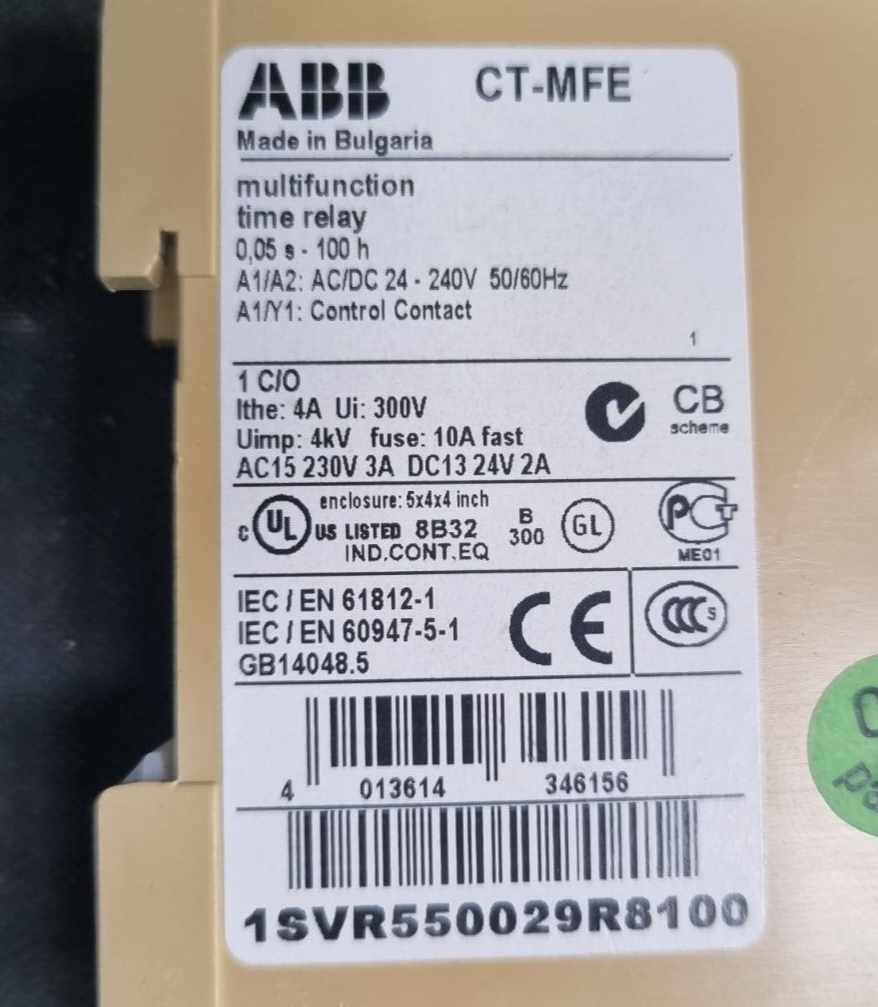 ABB CT-MFE
Made in Bulgaria
multifunction
time relay
0,05 s - 100 h
A1/A2: AC/DC 24 - 240V 50/60Hz
A1/Y1: Control Contact
1
1 C/O
Ithe: 4A Ui: 300V
Uimp: 4kV fuse: 10A fast
AC15 230V 3A DC13 24V 2A
CB
scheme
enclosure: 5x4x4 inch
C UL US LISTED 8B32
IND.CONT.EQ
B
300
GL
PCT
ME01
IEC / EN 61812-1
IEC / EN 60947-5-1
GB14048.5
CE
CCC S
4 013614 346156
1SVR550029R8100